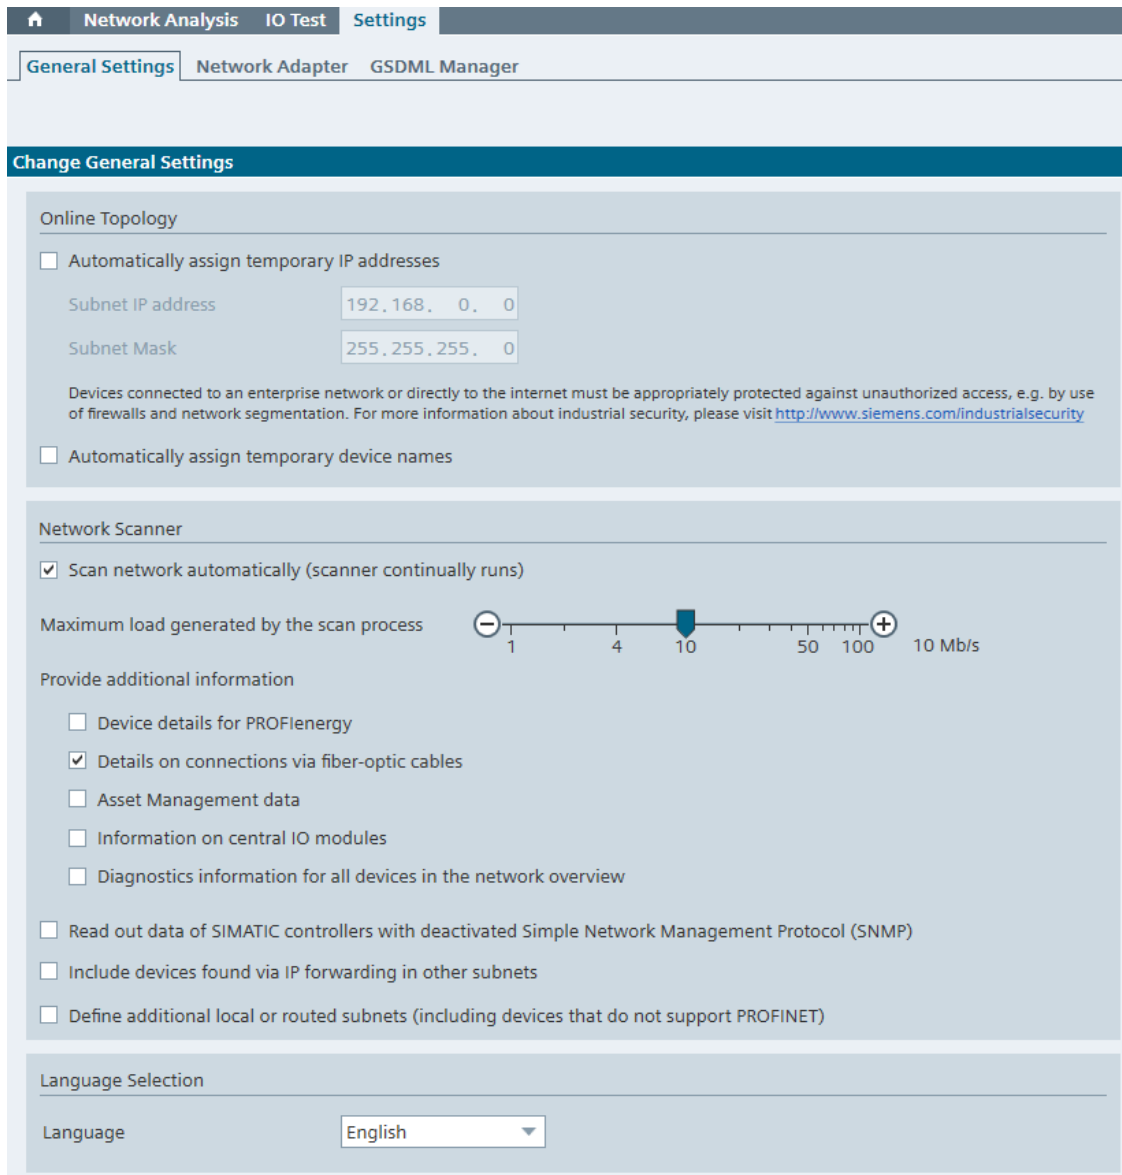 Network Analysis IO Test Settings
General Settings Network Adapter GSDML Manager
Change General Settings
Online Topology
Automatically assign temporary IP addresses
Subnet IP address 192.168. 0. 0
Subnet Mask 255.255.255. 0
Devices connected to an enterprise network or directly to the internet must be appropriately protected against unauthorized access, e.g. by use
of firewalls and network segmentation. For more information about industrial security, please visit http://www.siemens.com/industrialsecurity
Automatically assign temporary device names
Network Scanner
Scan network automatically (scanner continually runs)
Maximum load generated by the scan process
1 4 10 50 100 10 Mb/s
Provide additional information
Device details for PROFIenergy
Details on connections via fiber-optic cables
Asset Management data
Information on central IO modules
Diagnostics information for all devices in the network overview
Read out data of SIMATIC controllers with deactivated Simple Network Management Protocol (SNMP)
Include devices found via IP forwarding in other subnets
Define additional local or routed subnets (including devices that do not support PROFINET)
Language Selection
Language English